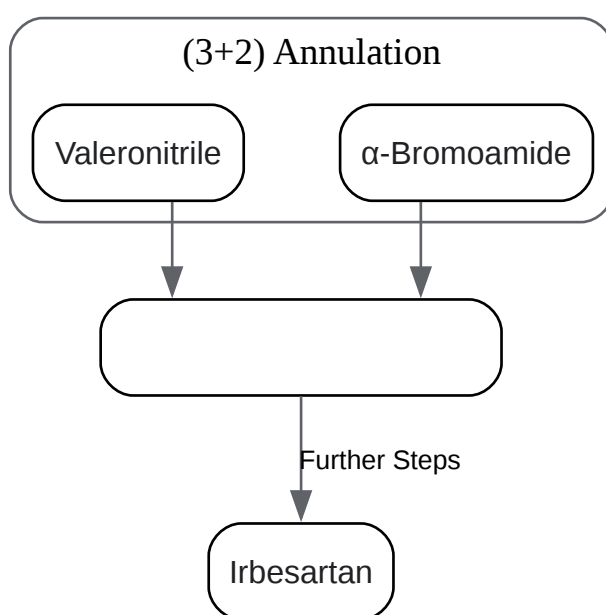 (3+2) Annulation
Valeronitrile
α-Bromoamide
Further Steps
Irbesartan